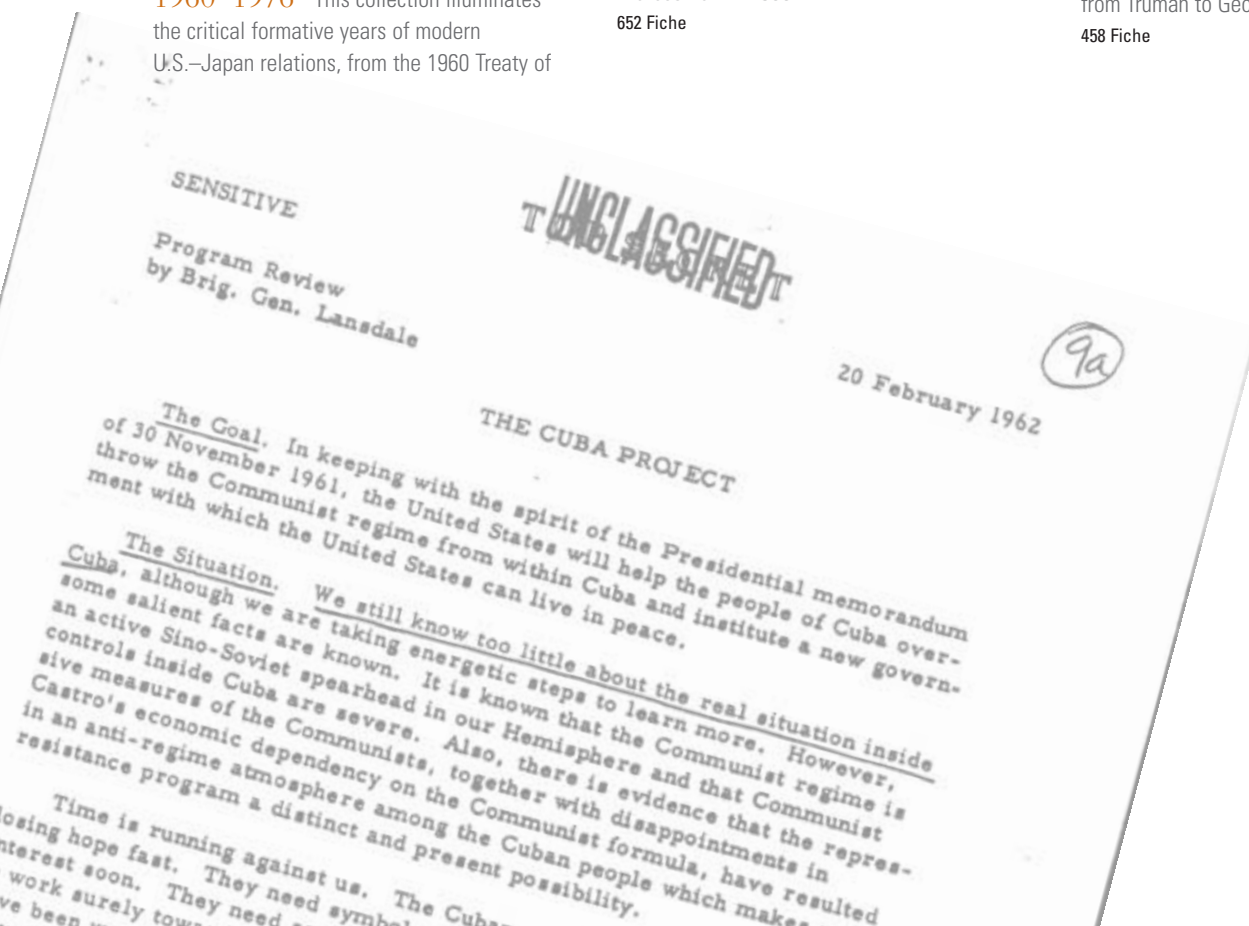 1960–1976 This collection illuminates
the critical formative years of modern
U.S.–Japan relations, from the 1960 Treaty of
652 Fiche
from Truman to Geo
458 Fiche
SENSITIVE
TOP SECRET
UNCLASSIFIED
UNCLASSIFIED
Program Review
by Brig. Gen. Lansdale
9a
20 February 1962
THE CUBA PROJECT
The Goal. In keeping with the spirit of the Presidential memorandum
of 30 November 1961, the United States will help the people of Cuba over-
throw the Communist regime from within Cuba and institute a new govern-
ment with which the United States can live in peace.
The Situation. We still know too little about the real situation inside
Cuba, although we are taking energetic steps to learn more. However,
some salient facts are known. It is known that the Communist regime is
an active Sino-Soviet spearhead in our Hemisphere and that Communist
controls inside Cuba are severe. Also, there is evidence that the repres-
sive measures of the Communists, together with disappointments in
Castro's economic dependency on the Communist formula, have resulted
in an anti-regime atmosphere among the Cuban people which makes
resistance program a distinct and present possibility.
Time is running against us. The Cuba
losing hope fast. They need symbol
nterest soon. They need
work surely tow
ve been